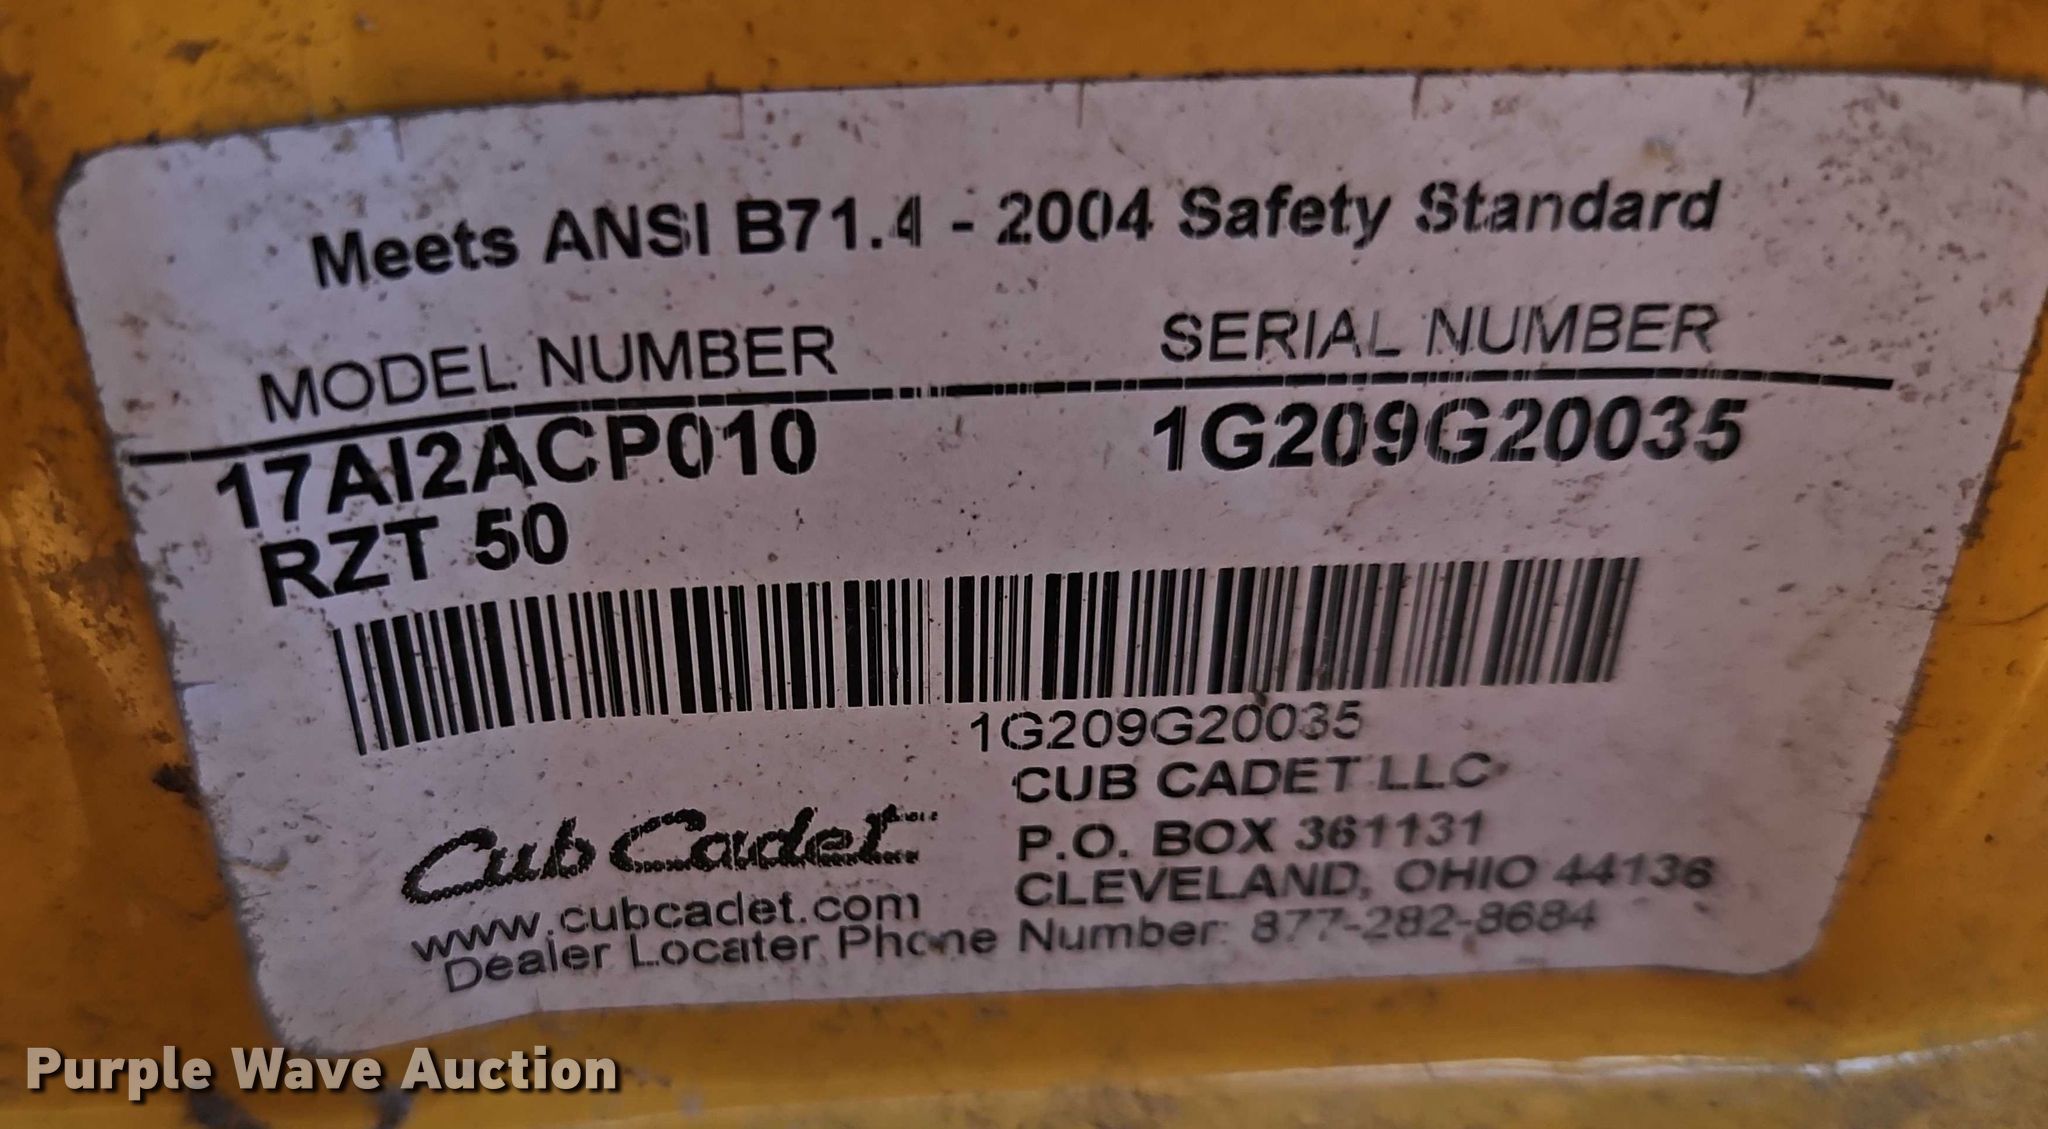 Meets ANSI B71.4 - 2004 Safety Standard
MODEL NUMBER SERIAL NUMBER
17AI2ACP010 1G209G20035
RZT 50
1G209G20035
CUB CADET LLC
P.O. BOX 361131
CLEVELAND, OHIO 44136
Cub Cadet
www.cubcadet.com
Dealer Locater Phone Number: 877-282-8684
Purple Wave Auction